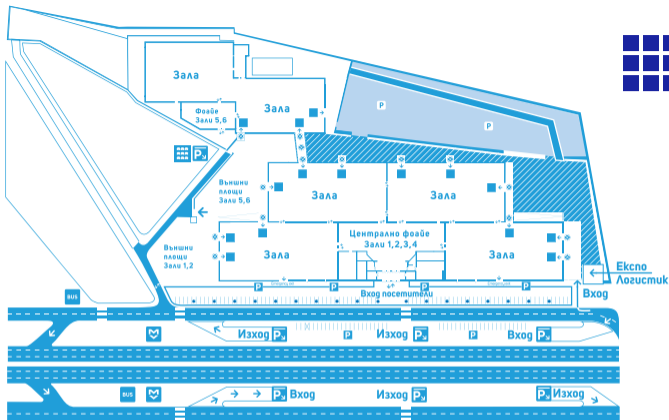 Зала
Фоайе
Зали 5,6
Зала
P
P
P
Външни
площи
Зали 5,6
Зала
Зала
Външни
площи
Зали 1,2
Зала
Централно фоайе
Зали 1,2,3,4
Зала
Експо
Логистик
Вход
BUS
P
P
Вход посетители
P
P
Изход P
P
Изход P
P
Вход P
BUS
P Вход
Изход P
P Изход